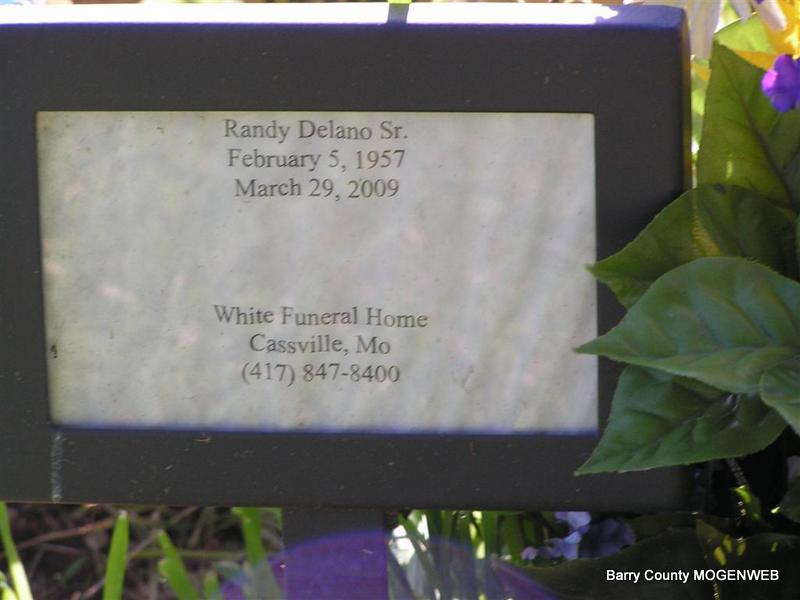 Randy Delano Sr.
February 5, 1957
March 29, 2009
White Funeral Home
Cassville, Mo
(417) 847-8400
Barry County MOGENWEB